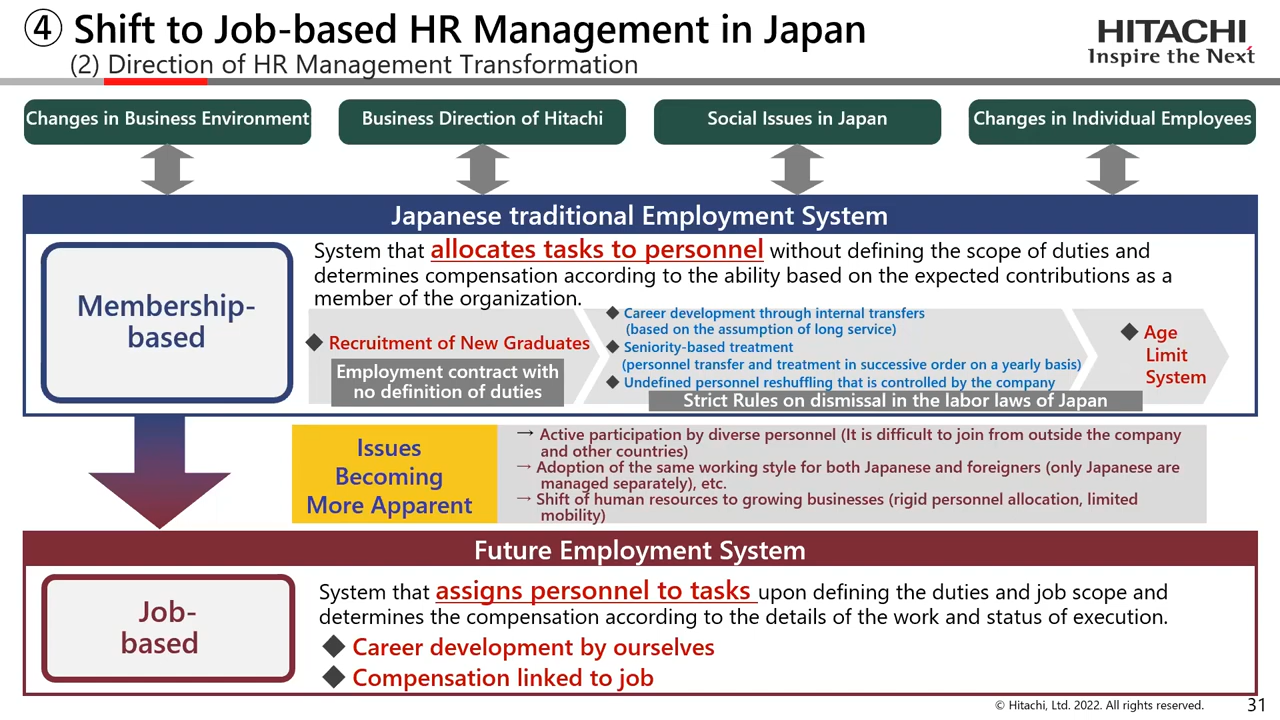 ④ Shift to Job-based HR Management in Japan
(2) Direction of HR Management Transformation
HITACHI
Inspire the Next
Changes in Business Environment
Business Direction of Hitachi
Social Issues in Japan
Changes in Individual Employees
Japanese traditional Employment System
Membership-
based
System that allocates tasks to personnel without defining the scope of duties and
determines compensation according to the ability based on the expected contributions as a
member of the organization.
◆ Recruitment of New Graduates
Employment contract with
no definition of duties
◆ Career development through internal transfers
(based on the assumption of long service)
◆ Seniority-based treatment
(personnel transfer and treatment in successive order on a yearly basis)
◆ Undefined personnel reshuffling that is controlled by the company
Strict Rules on dismissal in the labor laws of Japan
◆ Age
Limit
System
Issues
Becoming
More Apparent
→ Active participation by diverse personnel (It is difficult to join from outside the company
and other countries)
→ Adoption of the same working style for both Japanese and foreigners (only Japanese are
managed separately), etc.
→ Shift of human resources to growing businesses (rigid personnel allocation, limited
mobility)
Future Employment System
Job-
based
System that assigns personnel to tasks upon defining the duties and job scope and
determines the compensation according to the details of the work and status of execution.
◆ Career development by ourselves
◆ Compensation linked to job
© Hitachi, Ltd. 2022. All rights reserved.
31